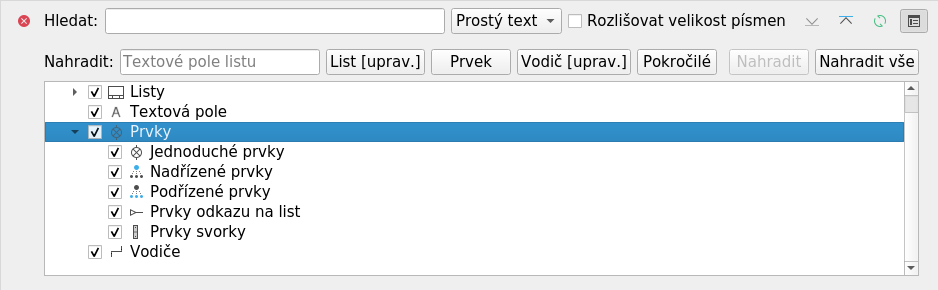 Hledat: Prostý text Rozlišovat velikost písmen
Nahradit: Textové pole listu List [uprav.] Prvek Vodič [uprav.] Pokročilé Nahradit Nahradit vše
Listy
A Textová pole
Prvky
Jednoduché prvky
Nadřízené prvky
Podřízené prvky
Prvky odkazu na list
Prvky svorky
Vodiče